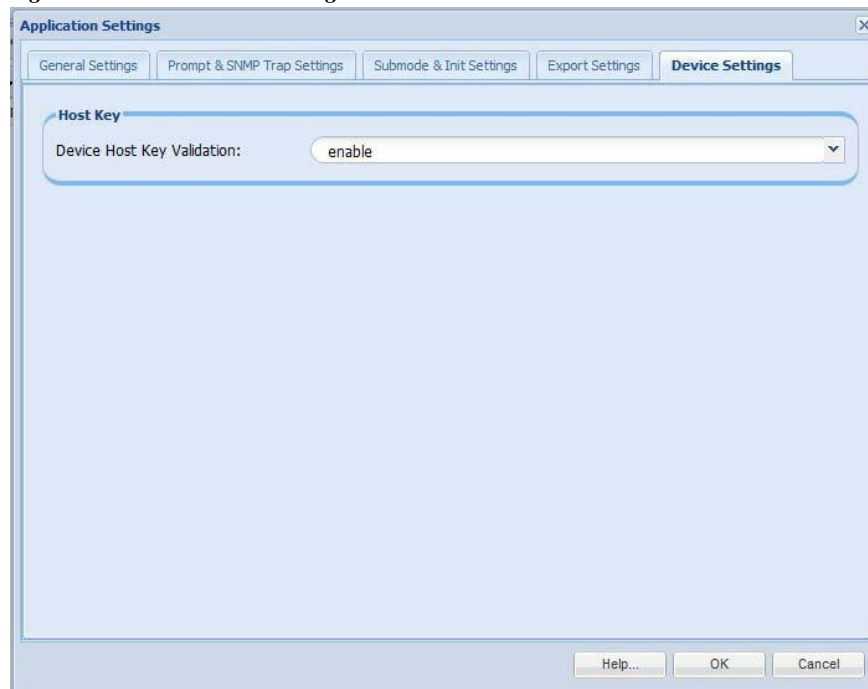 Application Settings
General Settings
Prompt & SNMP Trap Settings
Submode & Init Settings
Export Settings
Device Settings
Host Key
Device Host Key Validation:
enable
Help...
OK
Cancel